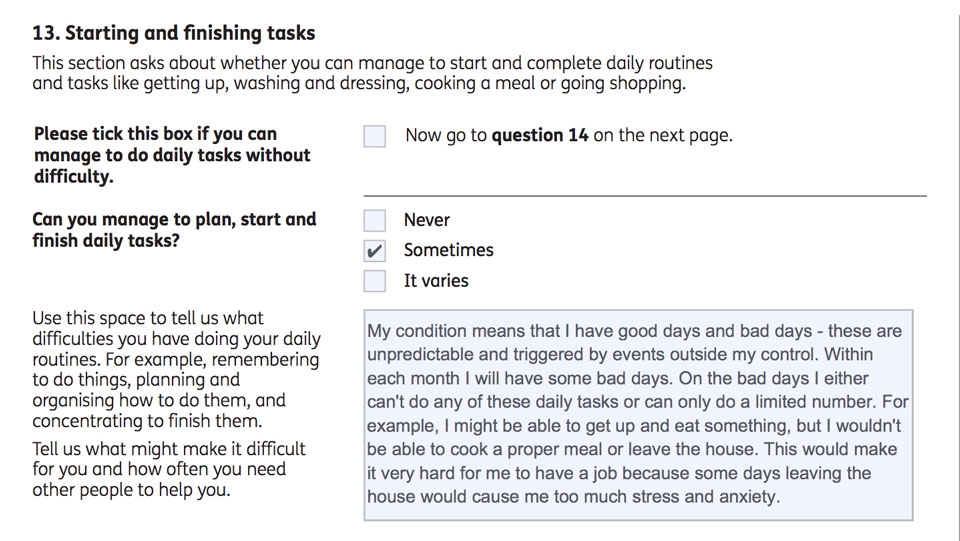 13. Starting and finishing tasks
This section asks about whether you can manage to start and complete daily routines
and tasks like getting up, washing and dressing, cooking a meal or going shopping.
Please tick this box if you can
manage to do daily tasks without
difficulty.
Now go to question 14 on the next page.
Can you manage to plan, start and
finish daily tasks?
Never
✔ Sometimes
It varies
Use this space to tell us what
difficulties you have doing your daily
routines. For example, remembering
to do things, planning and
organising how to do them, and
concentrating to finish them.
Tell us what might make it difficult
for you and how often you need
other people to help you.
My condition means that I have good days and bad days - these are
unpredictable and triggered by events outside my control. Within
each month I will have some bad days. On the bad days I either
can't do any of these daily tasks or can only do a limited number. For
example, I might be able to get up and eat something, but I wouldn't
be able to cook a proper meal or leave the house. This would make
it very hard for me to have a job because some days leaving the
house would cause me too much stress and anxiety.